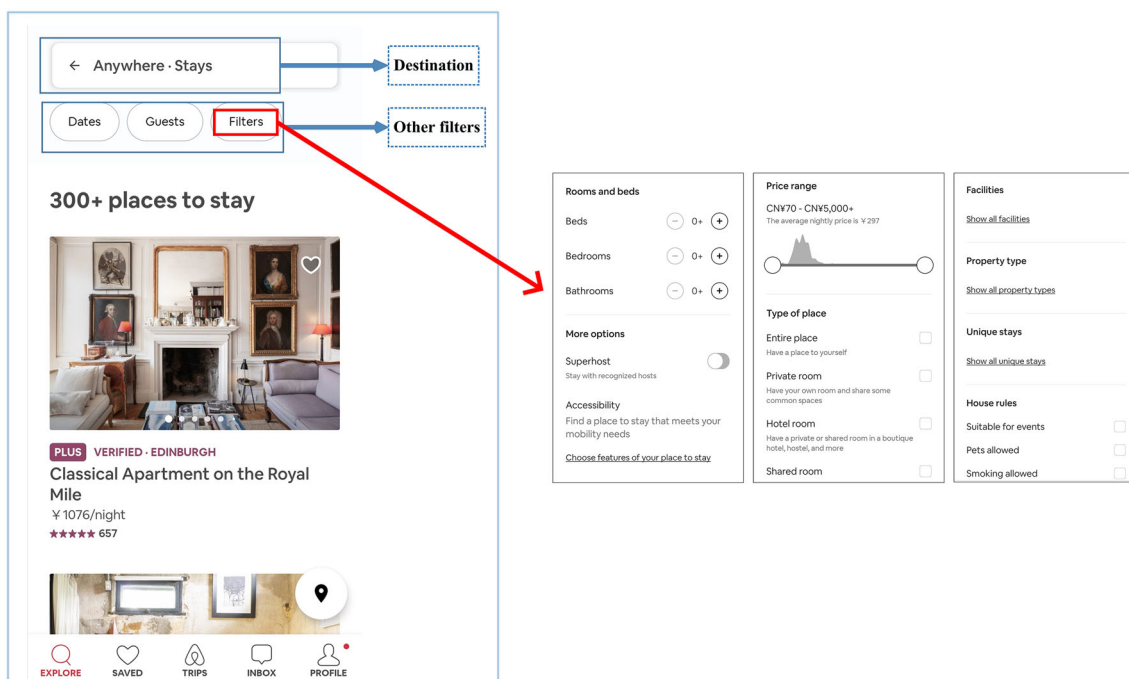 Anywhere · Stays
Destination
Dates
Guests
Filters
Other filters
300+ places to stay
PLUS VERIFIED · EDINBURGH
Classical Apartment on the Royal
Mile
¥1076/night
★★★★★ 657
EXPLORE
SAVED
TRIPS
INBOX
PROFILE
Rooms and beds
Beds 0+
Bedrooms 0+
Bathrooms 0+
More options
Superhost
Stay with recognized hosts
Accessibility
Find a place to stay that meets your
mobility needs
Choose features of your place to stay
Price range
CN¥70 - CN¥5,000+
The average nightly price is ¥297
Type of place
Entire place
Have a place to yourself
Private room
Have your own room and share some
common spaces
Hotel room
Have a private or shared room in a boutique
hotel, hostel, and more
Shared room
Facilities
Show all facilities
Property type
Show all property types
Unique stays
Show all unique stays
House rules
Suitable for events
Pets allowed
Smoking allowed